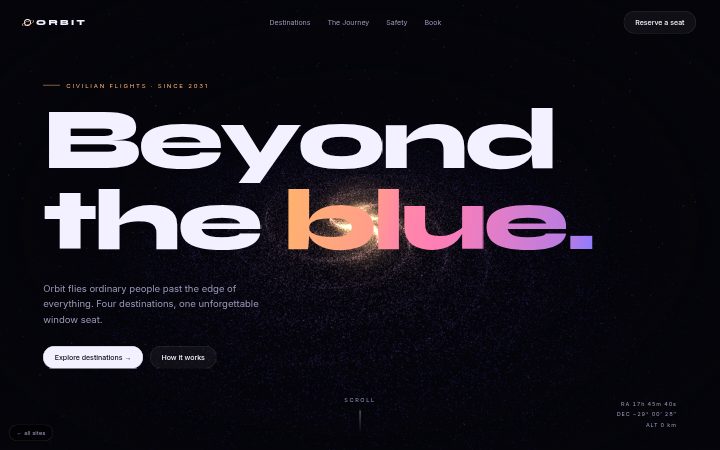 ORBIT
Destinations The Journey Safety Book
Reserve a seat
CIVILIAN FLIGHTS · SINCE 2031
Beyond
the blue.
Orbit flies ordinary people past the edge of
everything. Four destinations, one unforgettable
window seat.
Explore destinations →
How it works
SCROLL
RA 17h 45m 40s
DEC −29° 00′ 28″
ALT 0 km
← all sites